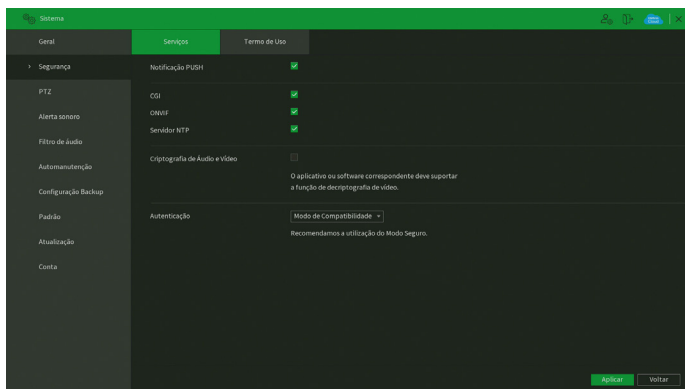 Sistema
Geral
Serviços
Termo de Uso
Segurança
Notificação PUSH
PTZ
CGI
ONVIF
Alerta sonoro
Servidor NTP
Filtro de áudio
Criptografia de Áudio e Vídeo
Automanutenção
O aplicativo ou software correspondente deve suportar
a função de decriptografia de vídeo.
Configuração Backup
Padrão
Autenticação
Modo de Compatibilidade
Recomendamos a utilização do Modo Seguro.
Atualização
Conta
Aplicar
Voltar